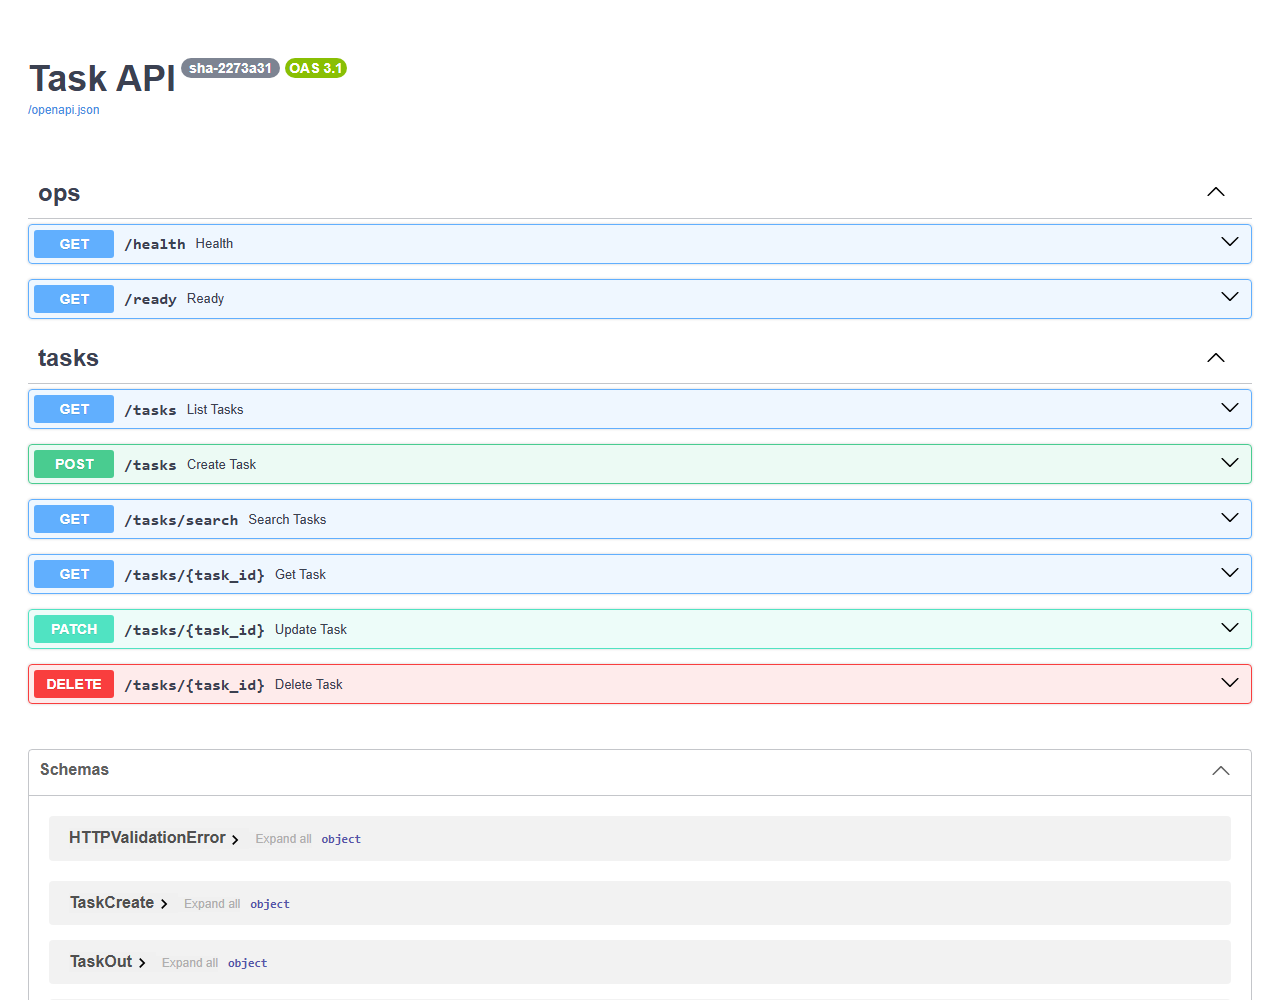 Task API sha-2273a31 OAS 3.1
/openapi.json
ops
GET /health Health
GET /ready Ready
tasks
GET /tasks List Tasks
POST /tasks Create Task
GET /tasks/search Search Tasks
GET /tasks/{task_id} Get Task
PATCH /tasks/{task_id} Update Task
DELETE /tasks/{task_id} Delete Task
Schemas
HTTPValidationError Expand all object
TaskCreate Expand all object
TaskOut Expand all object